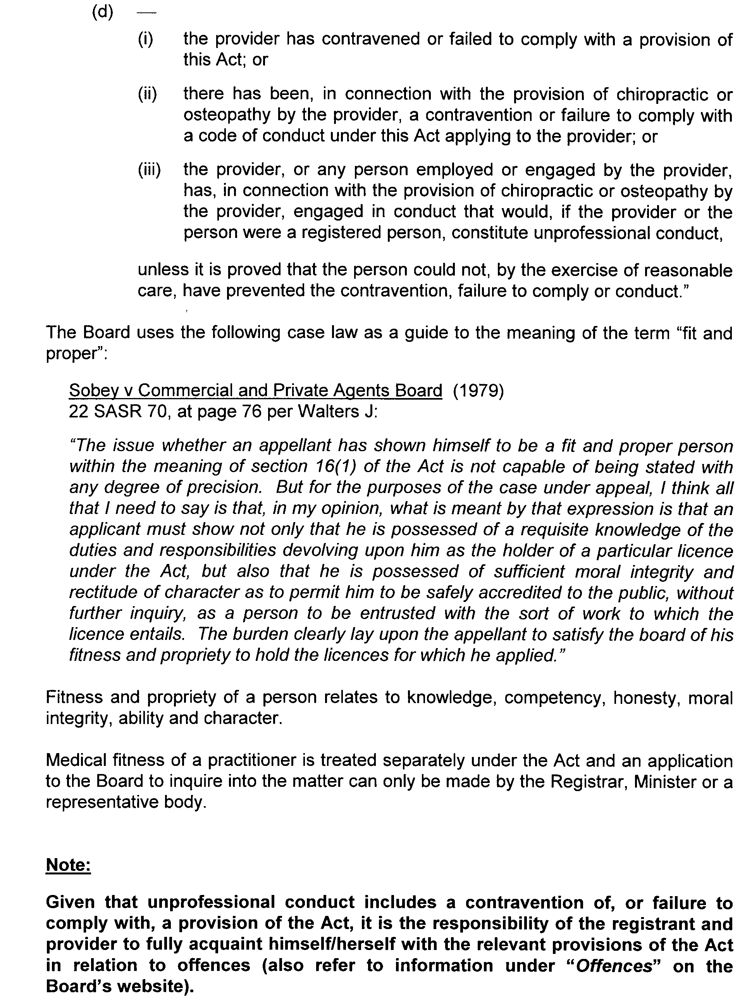 (d) —
(i) the provider has contravened or failed to comply with a provision of
this Act; or
(ii) there has been, in connection with the provision of chiropractic or
osteopathy by the provider, a contravention or failure to comply with
a code of conduct under this Act applying to the provider; or
(iii) the provider, or any person employed or engaged by the provider,
has, in connection with the provision of chiropractic or osteopathy by
the provider, engaged in conduct that would, if the provider or the
person were a registered person, constitute unprofessional conduct,
unless it is proved that the person could not, by the exercise of reasonable
care, have prevented the contravention, failure to comply or conduct.”
The Board uses the following case law as a guide to the meaning of the term “fit and
proper”:
Sobey v Commercial and Private Agents Board (1979)
22 SASR 70, at page 76 per Walters J:
“The issue whether an appellant has shown himself to be a fit and proper person
within the meaning of section 16(1) of the Act is not capable of being stated with
any degree of precision. But for the purposes of the case under appeal, I think all
that I need to say is that, in my opinion, what is meant by that expression is that an
applicant must show not only that he is possessed of a requisite knowledge of the
duties and responsibilities devolving upon him as the holder of a particular licence
under the Act, but also that he is possessed of sufficient moral integrity and
rectitude of character as to permit him to be safely accredited to the public, without
further inquiry, as a person to be entrusted with the sort of work to which the
licence entails. The burden clearly lay upon the appellant to satisfy the board of his
fitness and propriety to hold the licences for which he applied.”
Fitness and propriety of a person relates to knowledge, competency, honesty, moral
integrity, ability and character.
Medical fitness of a practitioner is treated separately under the Act and an application
to the Board to inquire into the matter can only be made by the Registrar, Minister or a
representative body.
Note:
Given that unprofessional conduct includes a contravention of, or failure to
comply with, a provision of the Act, it is the responsibility of the registrant and
provider to fully acquaint himself/herself with the relevant provisions of the Act
in relation to offences (also refer to information under “Offences” on the
Board’s website).